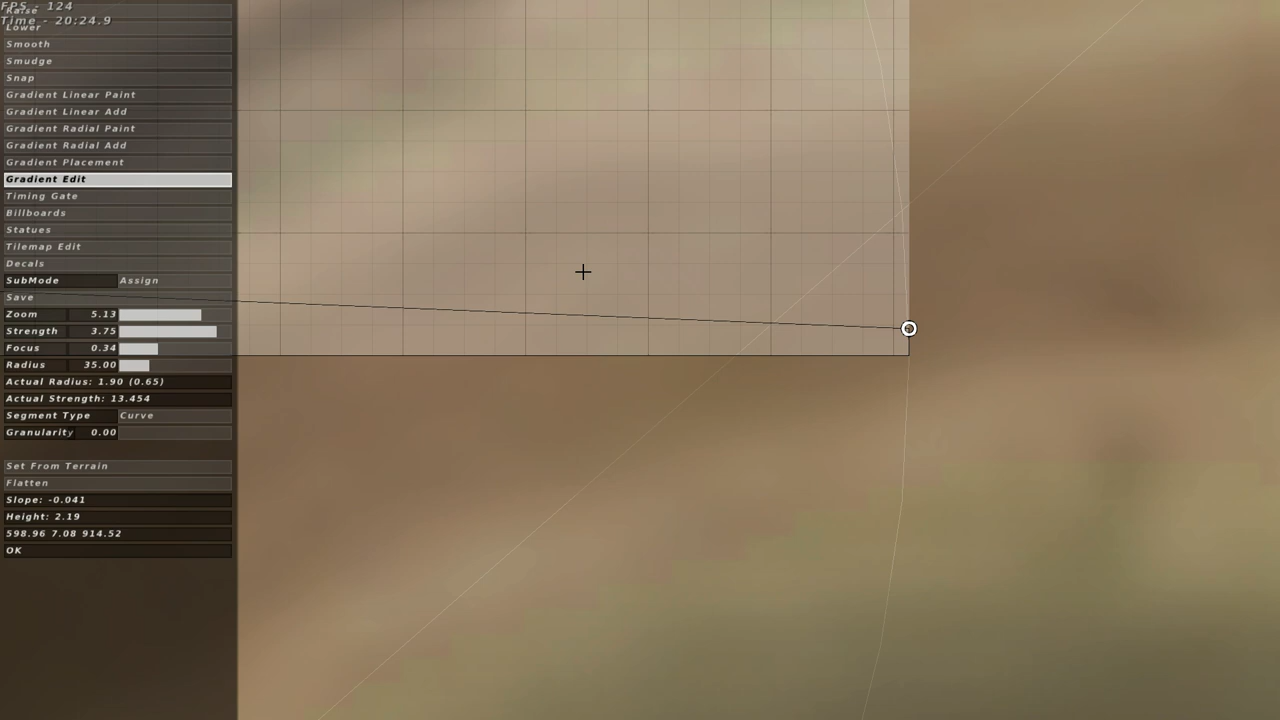 FPS - 124
Raise
Time - 20:24.9
Lower
Smooth
Smudge
Snap
Gradient Linear Paint
Gradient Linear Add
Gradient Radial Paint
Gradient Radial Add
Gradient Placement
Gradient Edit
Timing Gate
Billboards
Statues
Tilemap Edit
Decals
SubMode Assign
Save
Zoom 5.13
Strength 3.75
Focus 0.34
Radius 35.00
Actual Radius: 1.90 (0.65)
Actual Strength: 13.454
Segment Type Curve
Granularity 0.00
Set From Terrain
Flatten
Slope: -0.041
Height: 2.19
598.96 7.08 914.52
OK